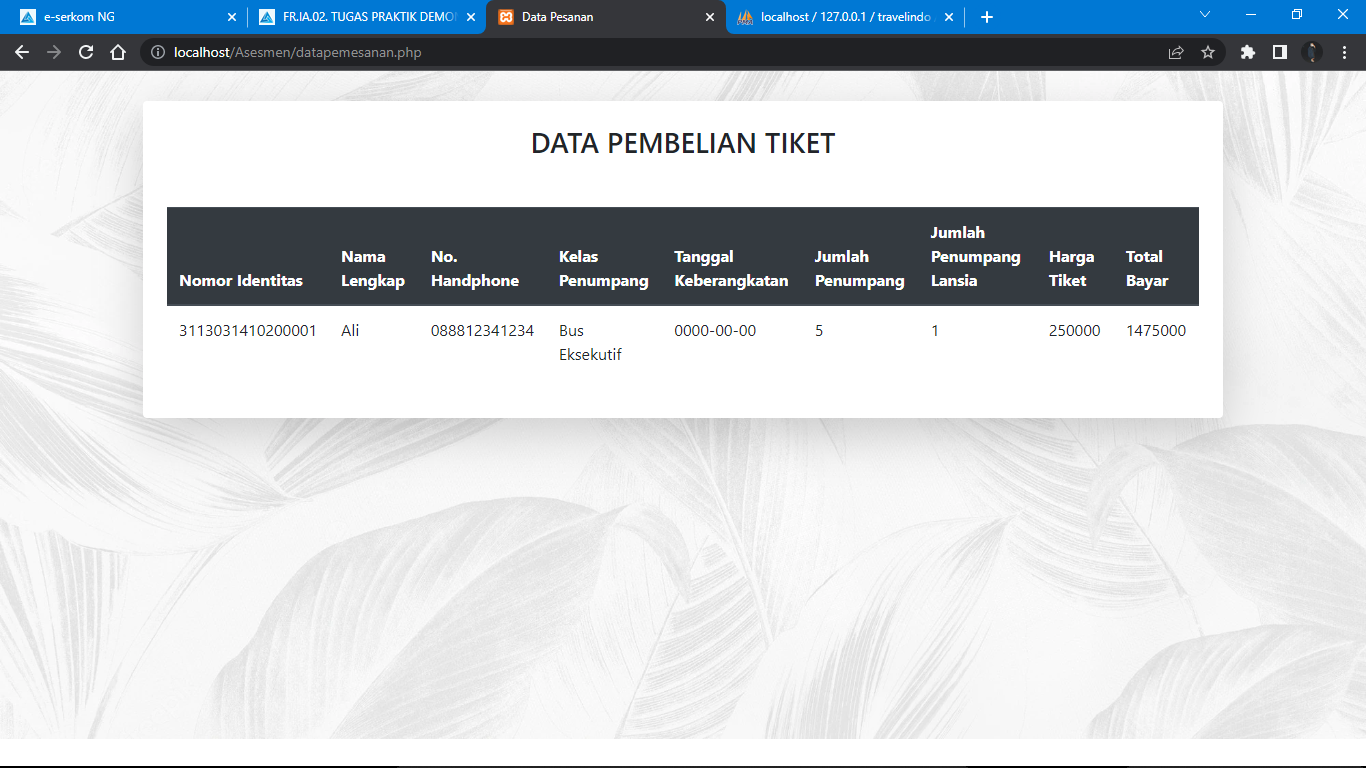 e-serkom NG
FR.IA.02. TUGAS PRAKTIK DEMO
Data Pesanan
localhost / 127.0.0.1 / travelindo
localhost/Asesmen/datapemesanan.php
DATA PEMBELIAN TIKET
Nomor Identitas
Nama
Lengkap
No.
Handphone
Kelas
Penumpang
Tanggal
Keberangkatan
Jumlah
Penumpang
Jumlah
Penumpang
Lansia
Harga
Tiket
Total
Bayar
3113031410200001
Ali
088812341234
Bus
Eksekutif
0000-00-00
5
1
250000
1475000